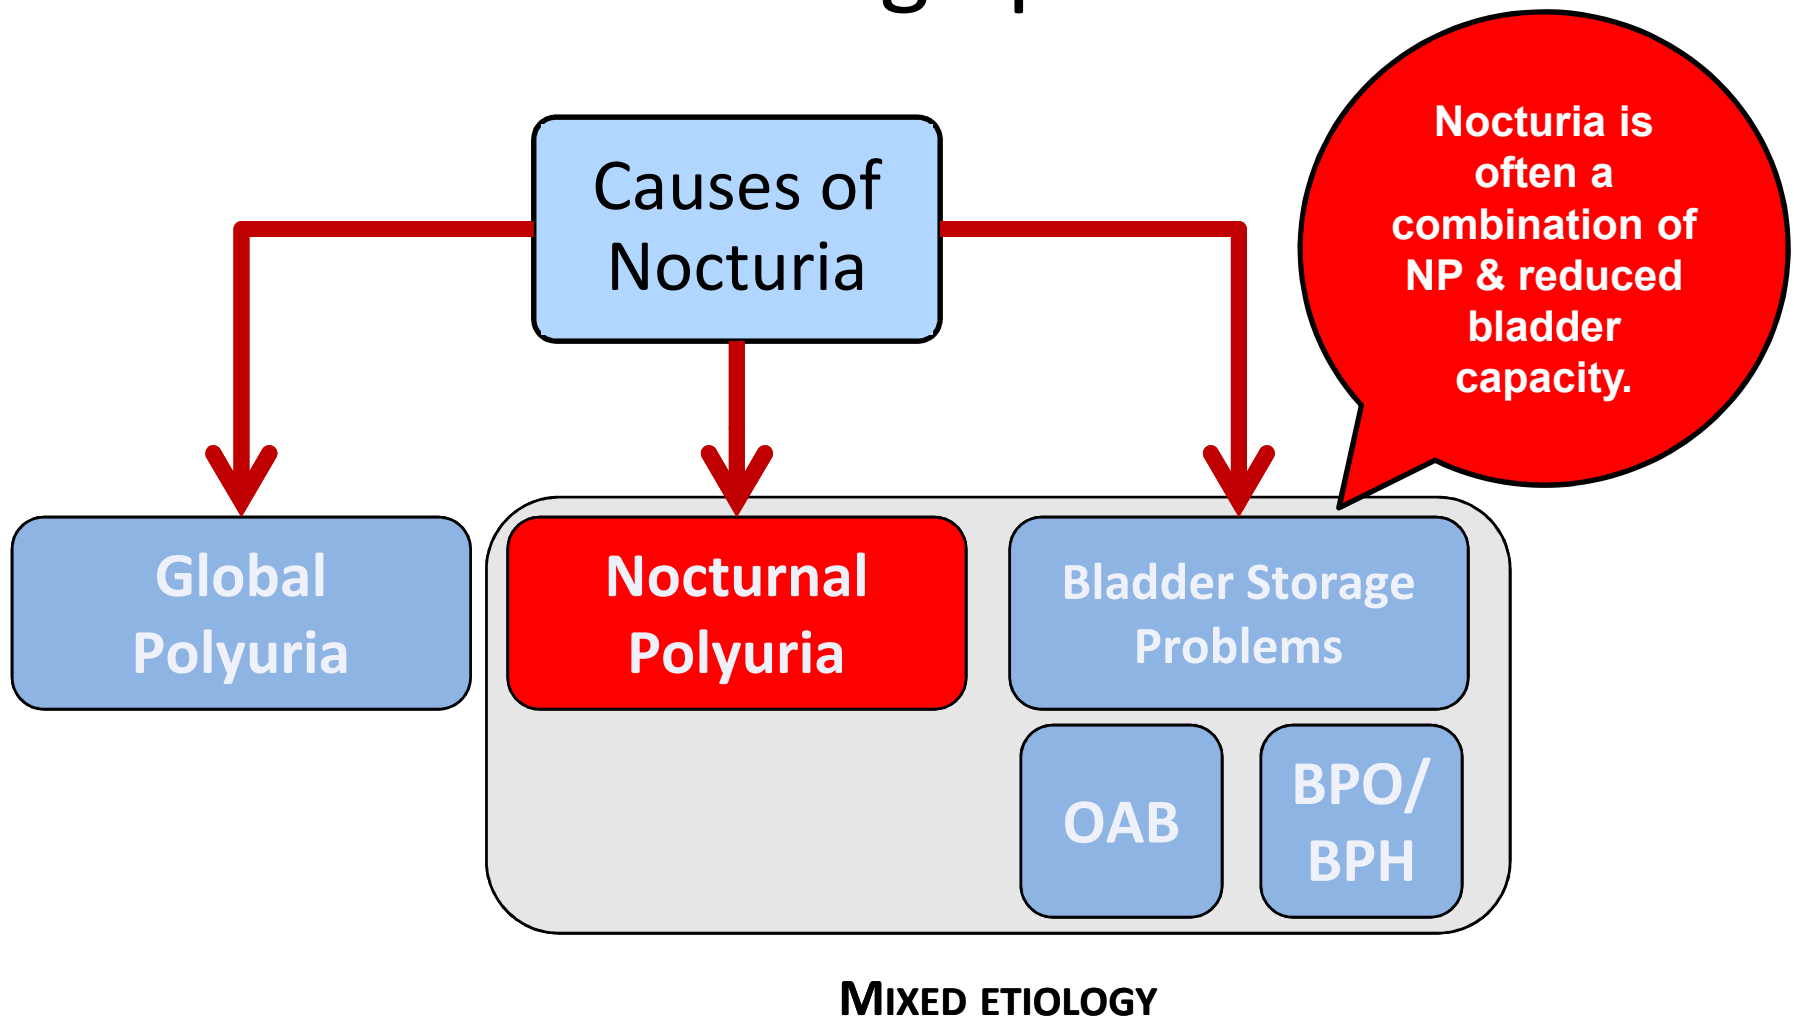 Causes of
Nocturia
Nocturia is
often a
combination of
NP & reduced
bladder
capacity.
Global
Polyuria
Nocturnal
Polyuria
Bladder Storage
Problems
OAB
BPO/
BPH
MIXED ETIOLOGY